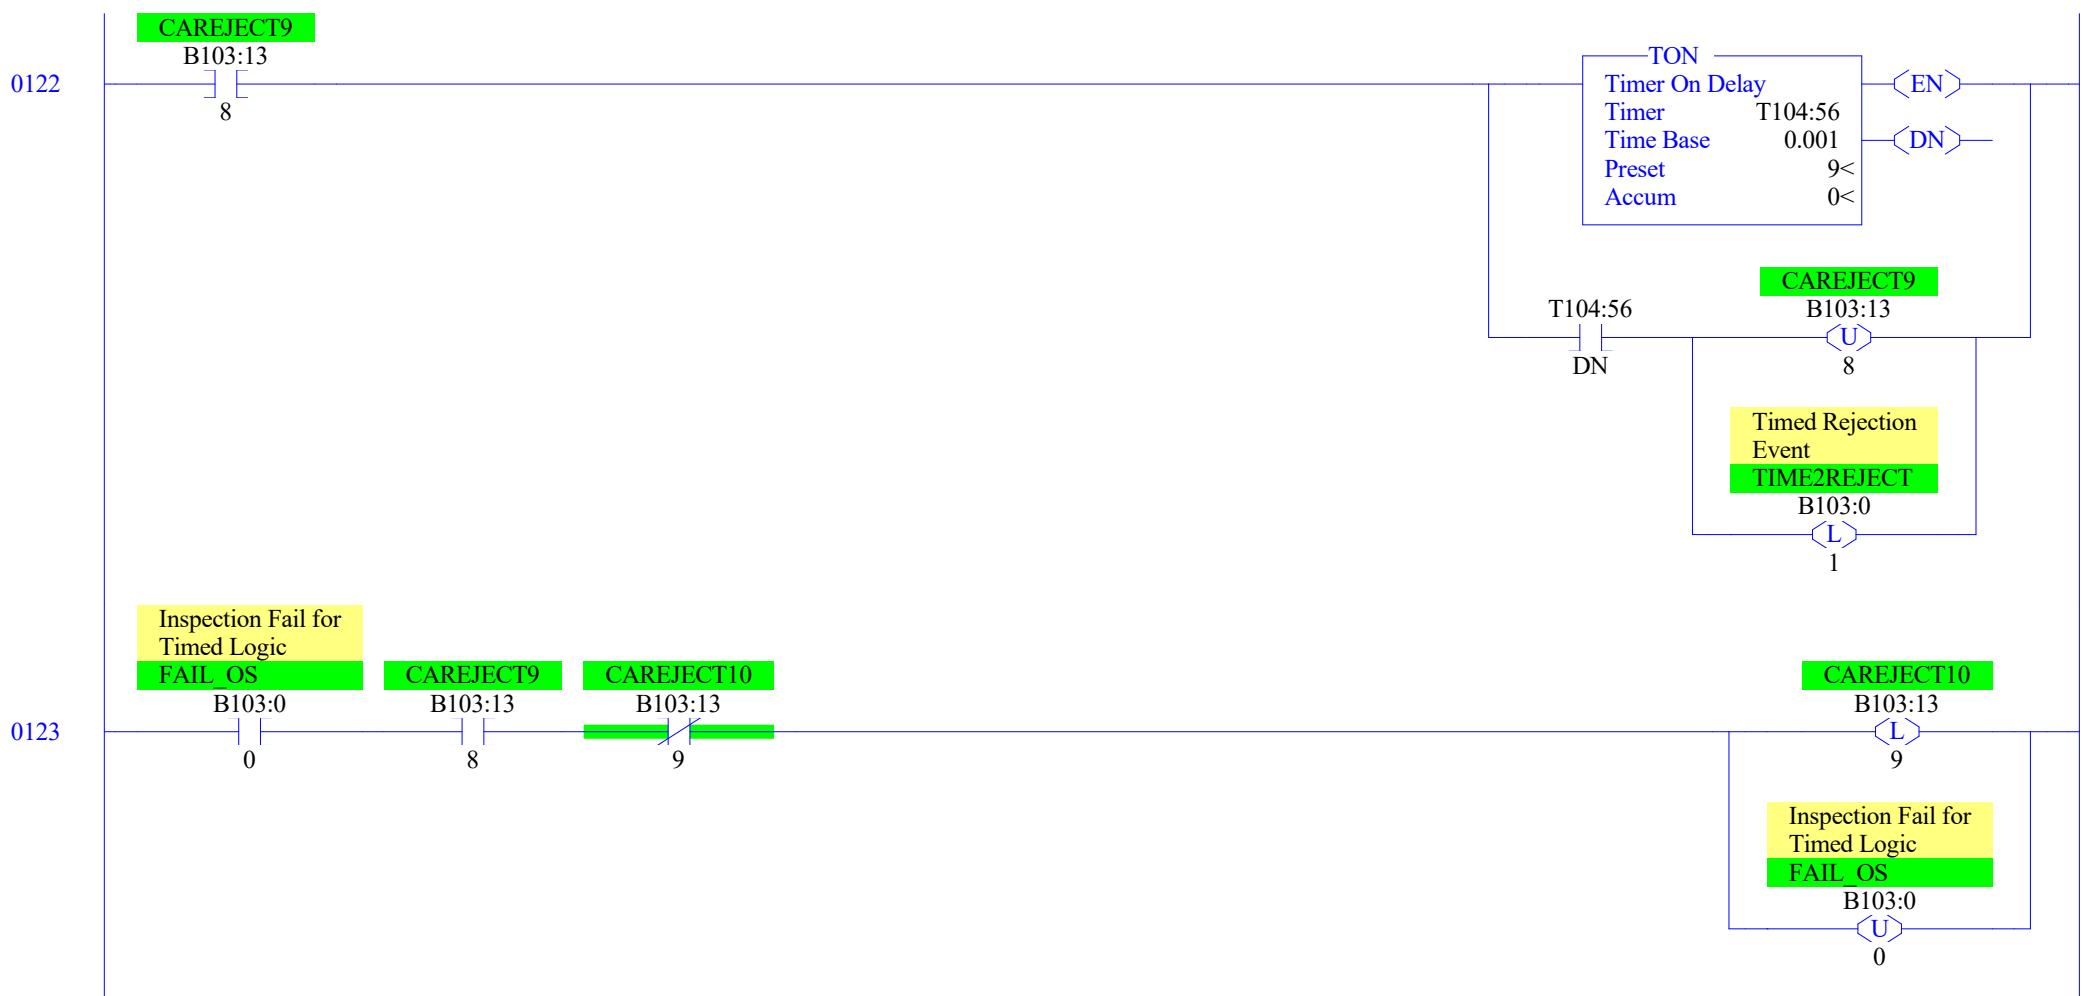 CAREJECT9
B103:13
0122
8
TON
Timer On Delay
Timer T104:56
Time Base 0.001
Preset 9<
Accum 0<
EN
DN
T104:56
DN
CAREJECT9
B103:13
U
8
Timed Rejection
Event
TIME2REJECT
B103:0
L
1
0123
Inspection Fail for
Timed Logic
FAIL_OS
B103:0
0
CAREJECT9
B103:13
8
CAREJECT10
B103:13
9
CAREJECT10
B103:13
L
9
Inspection Fail for
Timed Logic
FAIL_OS
B103:0
U
0